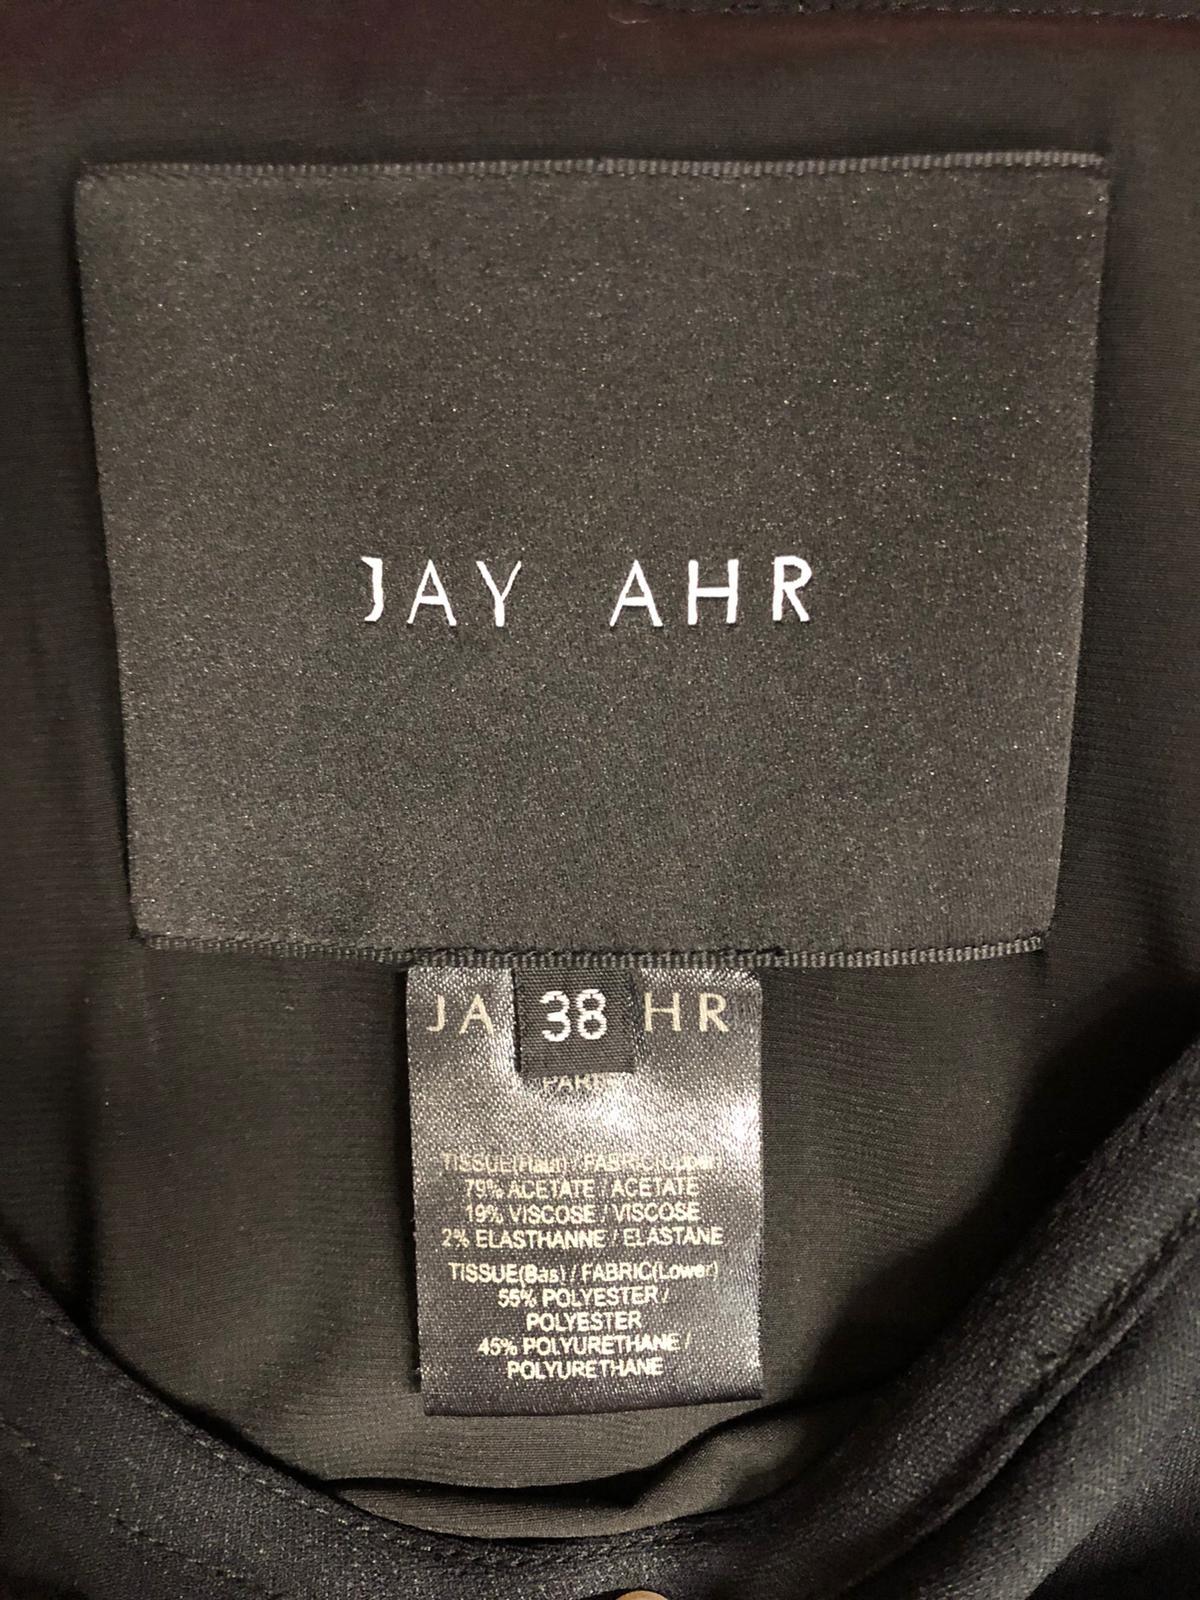 JAY AHR
JA 38 HR
PARIS
TISSUE(Haut) / FABRIC(Upper)
79% ACETATE / ACETATE
19% VISCOSE / VISCOSE
2% ELASTHANNE / ELASTANE
TISSUE(Bas) / FABRIC(Lower)
55% POLYESTER /
POLYESTER
45% POLYURETHANE /
POLYURETHANE